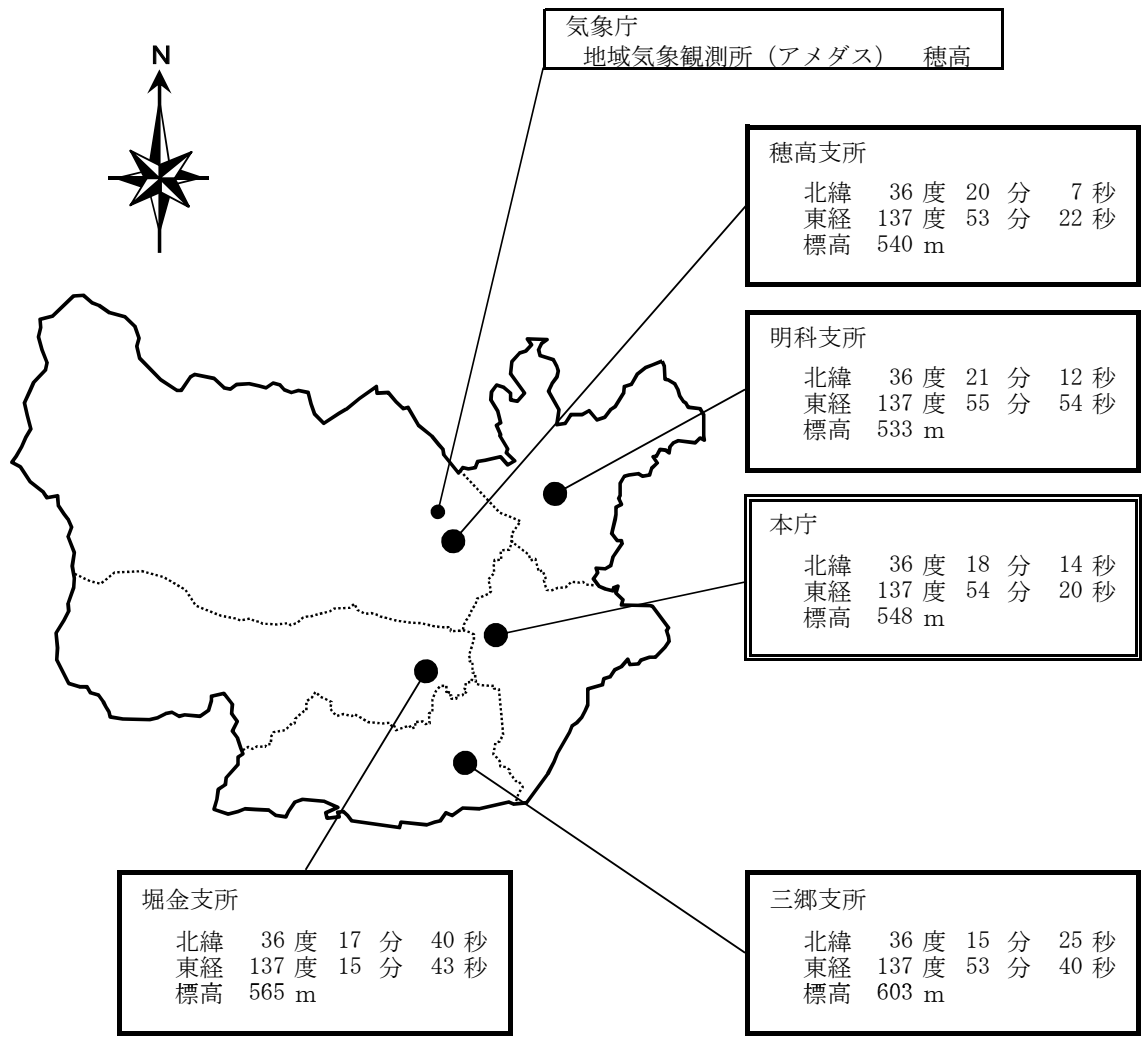 気象庁
地域気象観測所（アメダス） 穂高
N
穂高支所
北緯 36 度 20 分 7 秒
東経 137 度 53 分 22 秒
標高 540 m
明科支所
北緯 36 度 21 分 12 秒
東経 137 度 55 分 54 秒
標高 533 m
本庁
北緯 36 度 18 分 14 秒
東経 137 度 54 分 20 秒
標高 548 m
堀金支所
北緯 36 度 17 分 40 秒
東経 137 度 15 分 43 秒
標高 565 m
三郷支所
北緯 36 度 15 分 25 秒
東経 137 度 53 分 40 秒
標高 603 m